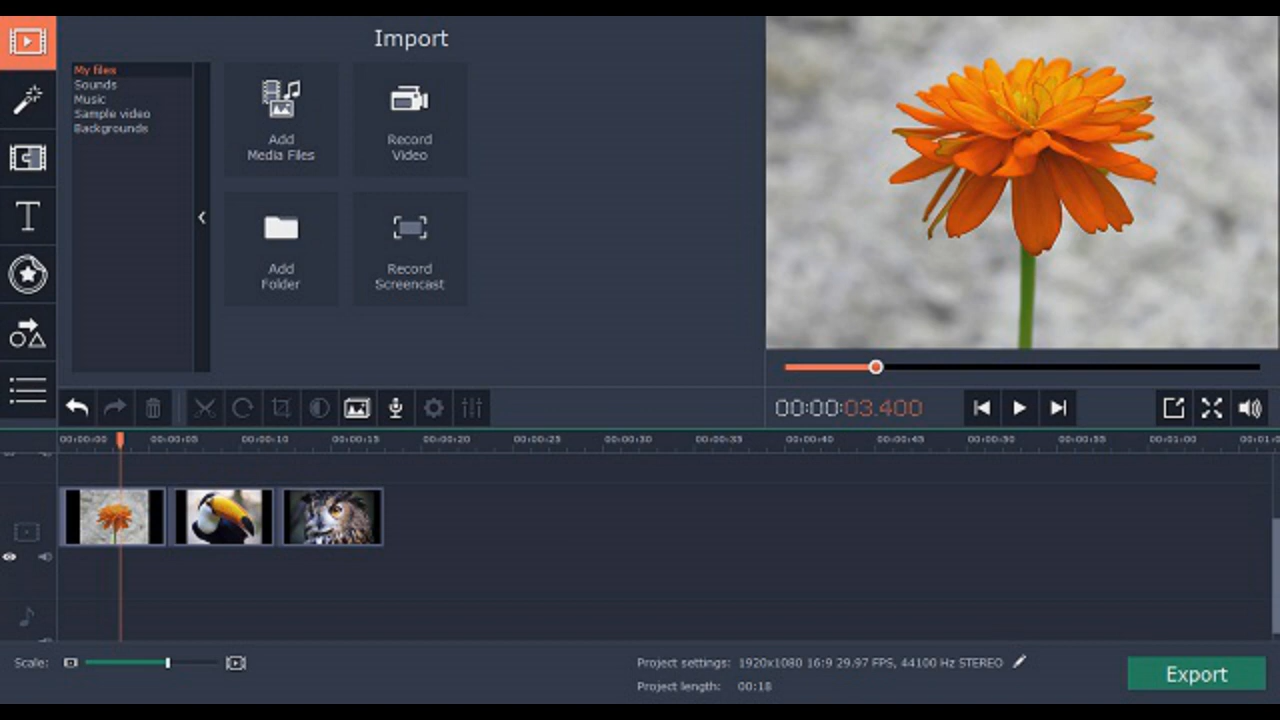 Import
My files
Sounds
Music
Sample video
Backgrounds
Add
Media Files
Record
Video
Add
Folder
Record
Screencast
T
00:00:03.400
00:00:00 00:00:05 00:00:10 00:00:15 00:00:20 00:00:25 00:00:30 00:00:35 00:00:40 00:00:45 00:00:50 00:00:55 00:01:00
Scale:
Project settings: 1920x1080 16:9 29.97 FPS, 44100 Hz STEREO
Project length: 00:18
Export